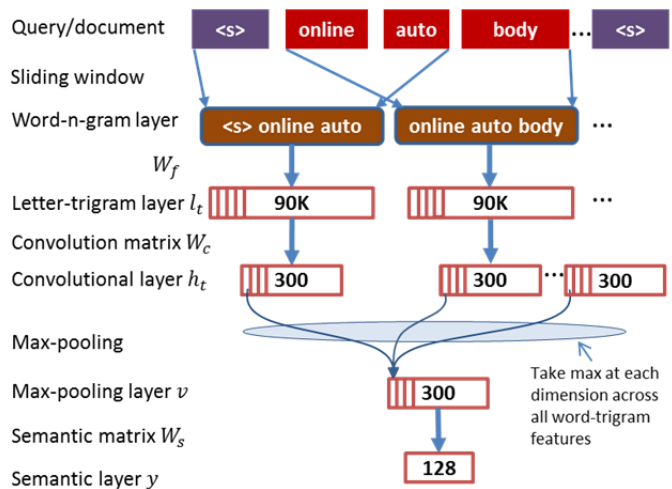 Query/document <s> online auto body ... <s>
Sliding window
Word-n-gram layer <s> online auto online auto body ...
W_f
Letter-trigram layer l_t 90K 90K ...
Convolution matrix W_c
Convolutional layer h_t 300 300 ... 300
Max-pooling
Take max at each
dimension across
all word-trigram
features
Max-pooling layer v 300
Semantic matrix W_s
Semantic layer y 128